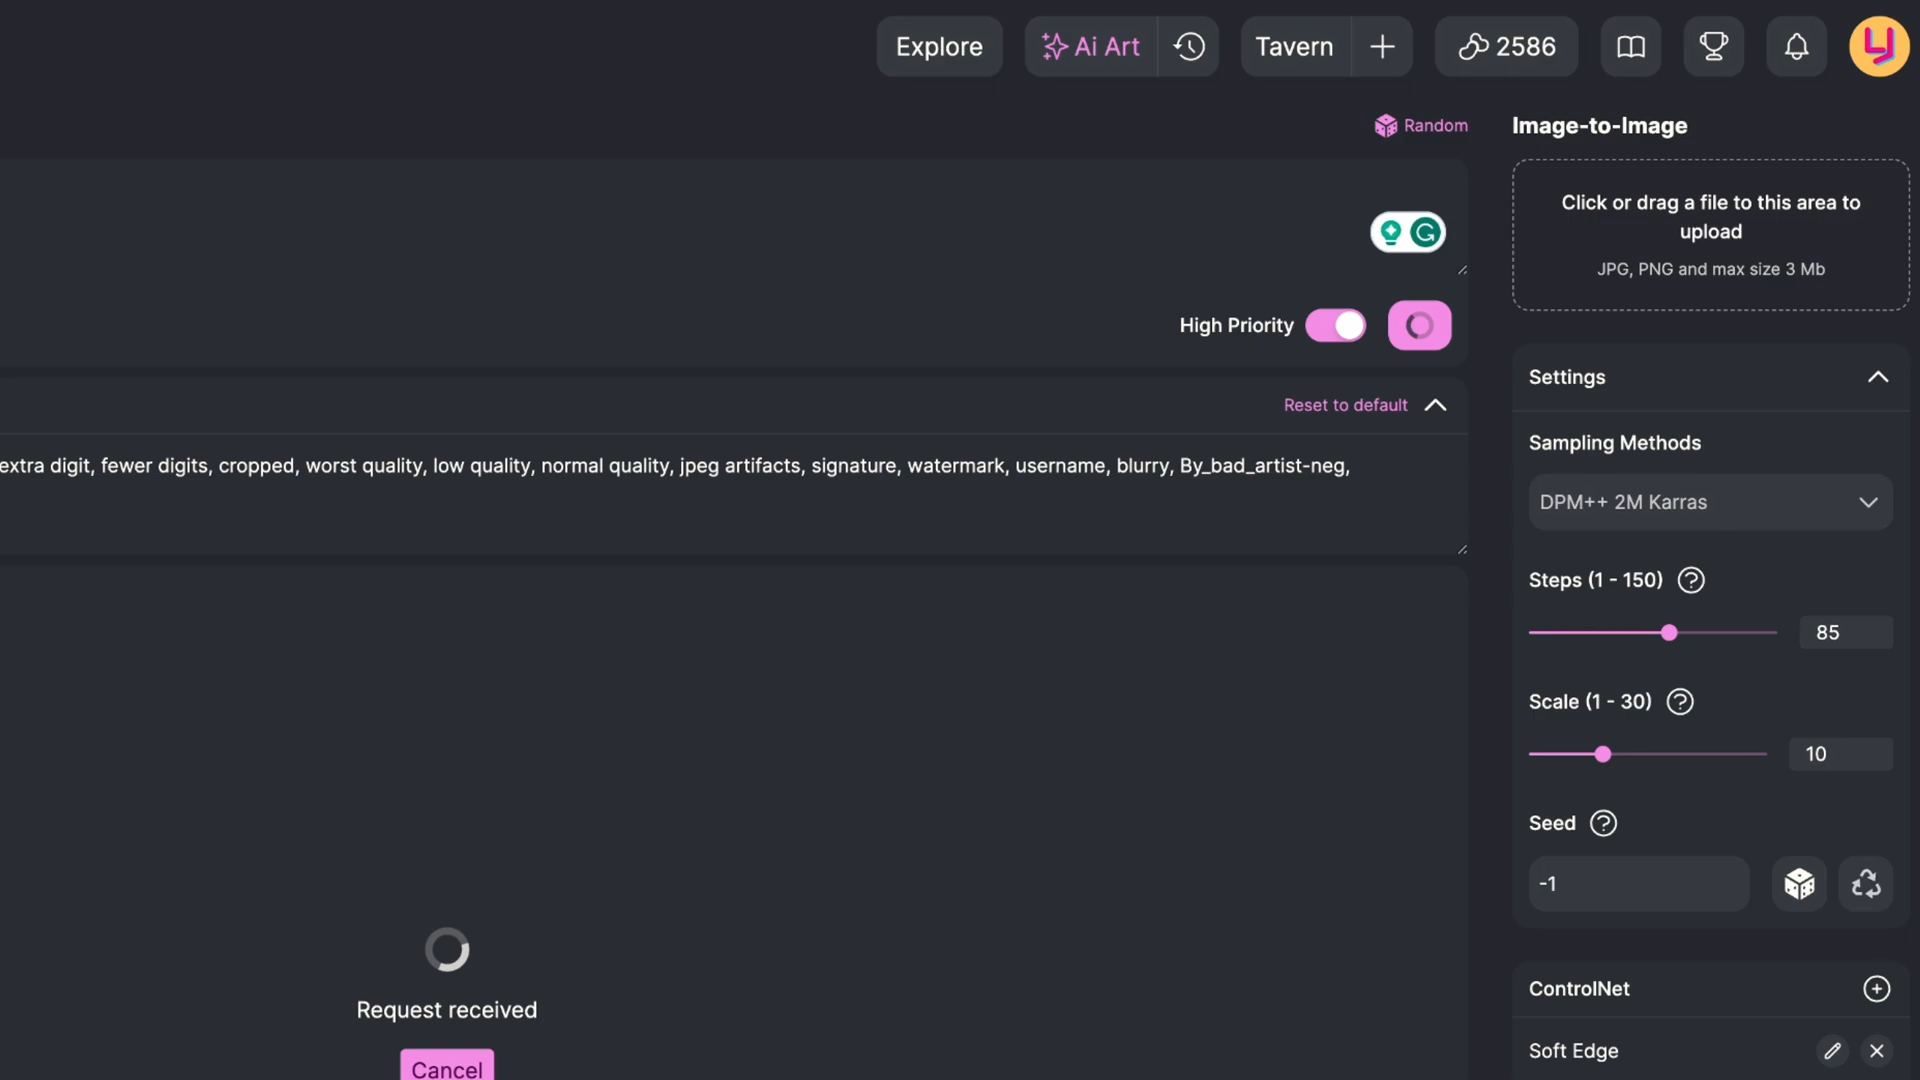 Explore
Ai Art
Tavern
2586
Random
Image-to-Image
Click or drag a file to this area to
upload
JPG, PNG and max size 3 Mb
High Priority
Settings
Reset to default
Sampling Methods
extra digit, fewer digits, cropped, worst quality, low quality, normal quality, jpeg artifacts, signature, watermark, username, blurry, By_bad_artist-neg,
DPM++ 2M Karras
Steps (1 - 150)
85
Scale (1 - 30)
10
Seed
-1
Request received
Cancel
ControlNet
Soft Edge